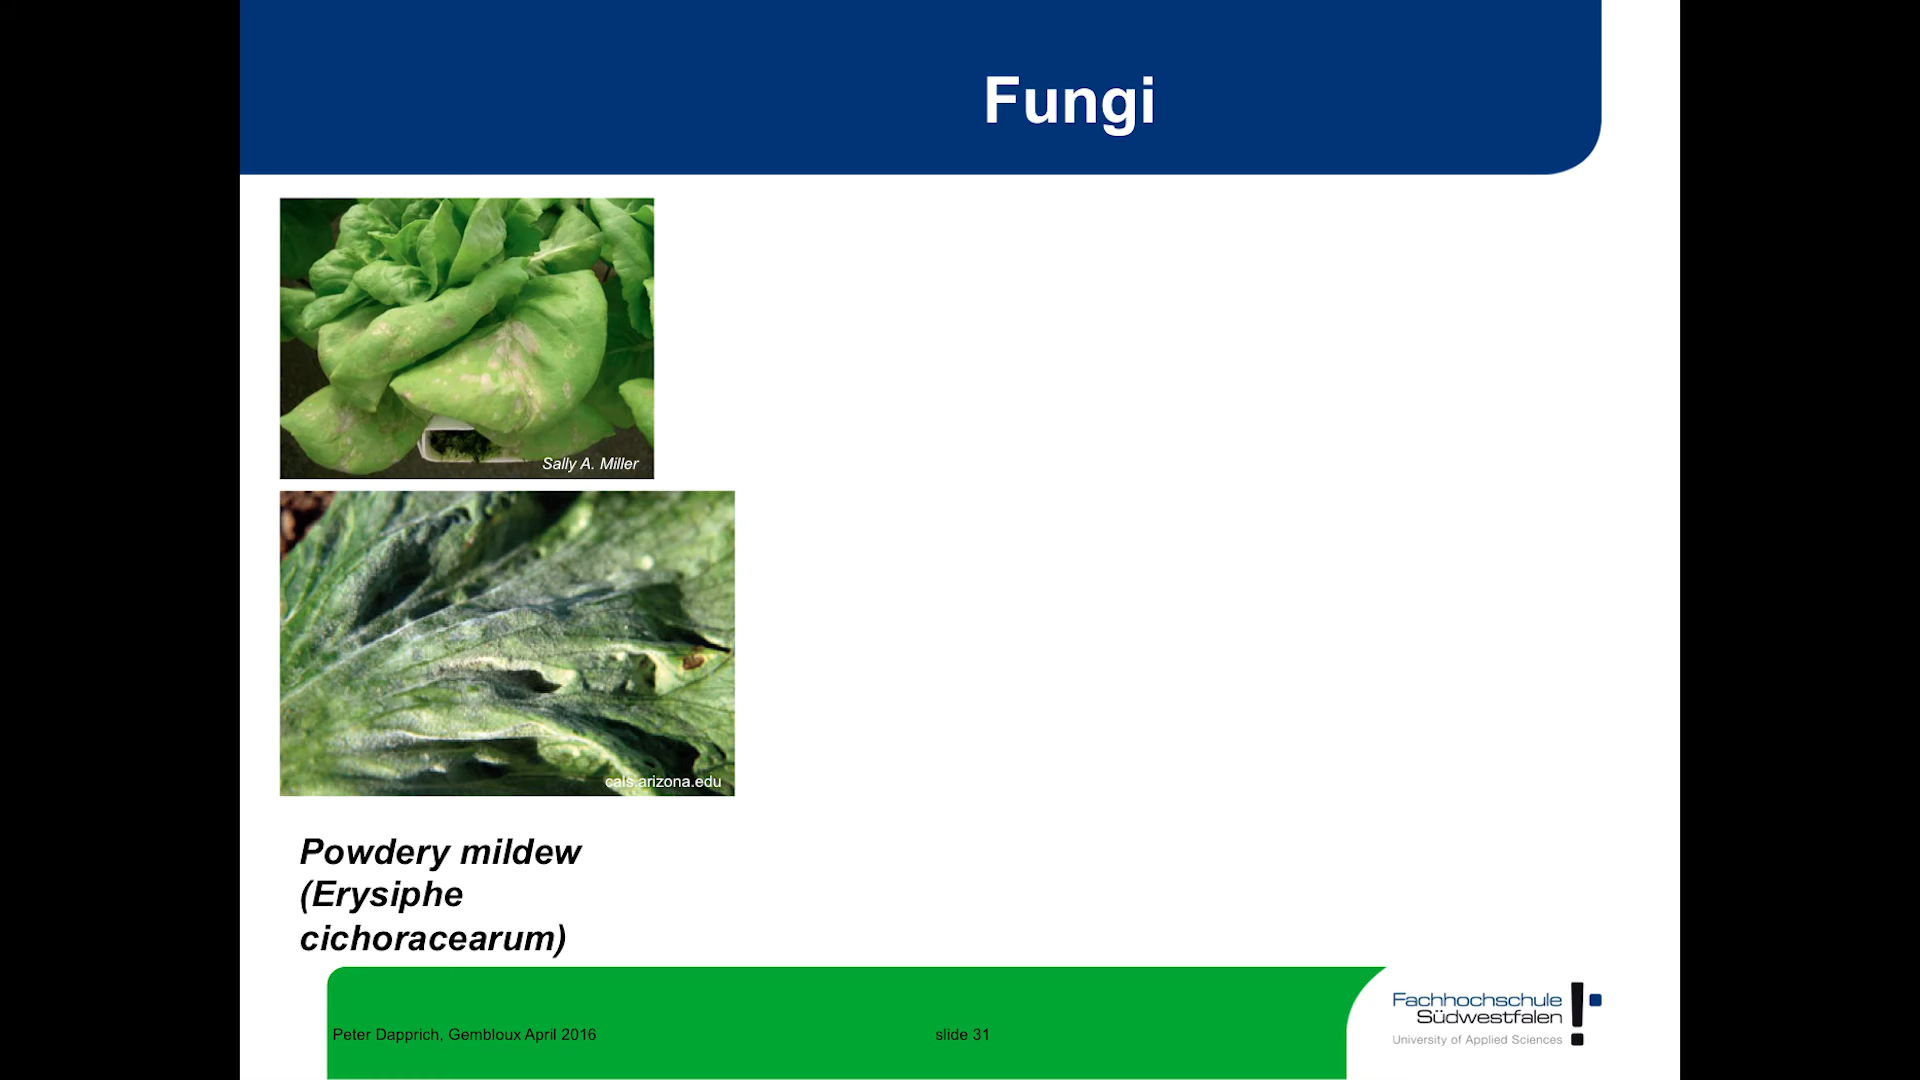 Fungi
Sally A. Miller
cals.arizona.edu
Powdery mildew
(Erysiphe
cichoracearum)
Peter Dapprich, Gembloux April 2016
slide 31
Fachhochschule
Südwestfalen
University of Applied Sciences